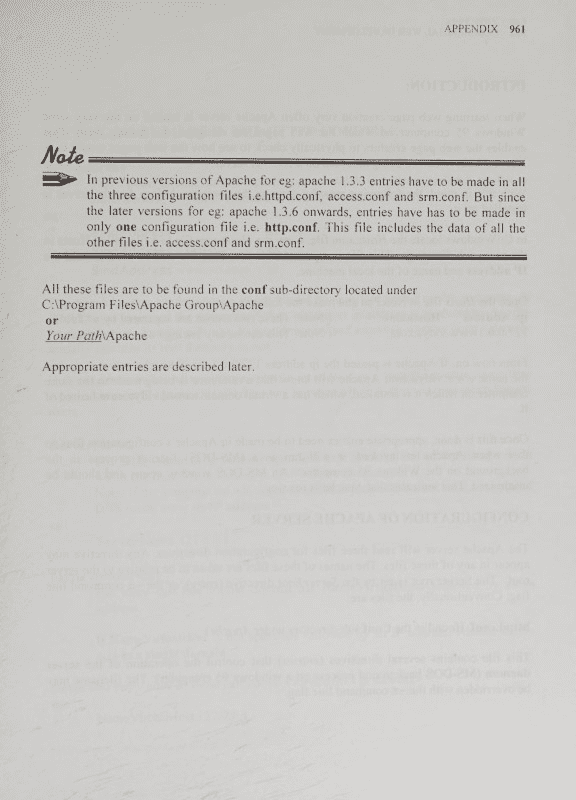 APPENDIX 961
Note
In previous versions of Apache for eg: apache 1.3.3 entries have to be made in all
the three configuration files i.e.httpd.conf, access.conf and srm.conf. But since
the later versions for eg: apache 1.3.6 onwards, entries have has to be made in
only one configuration file i.e. http.conf. This file includes the data of all the
other files i.e. access.conf and srm.conf.
All these files are to be found in the conf sub-directory located under
C:\Program Files\Apache Group\Apache
or
Your Path\Apache
Appropriate entries are described later.